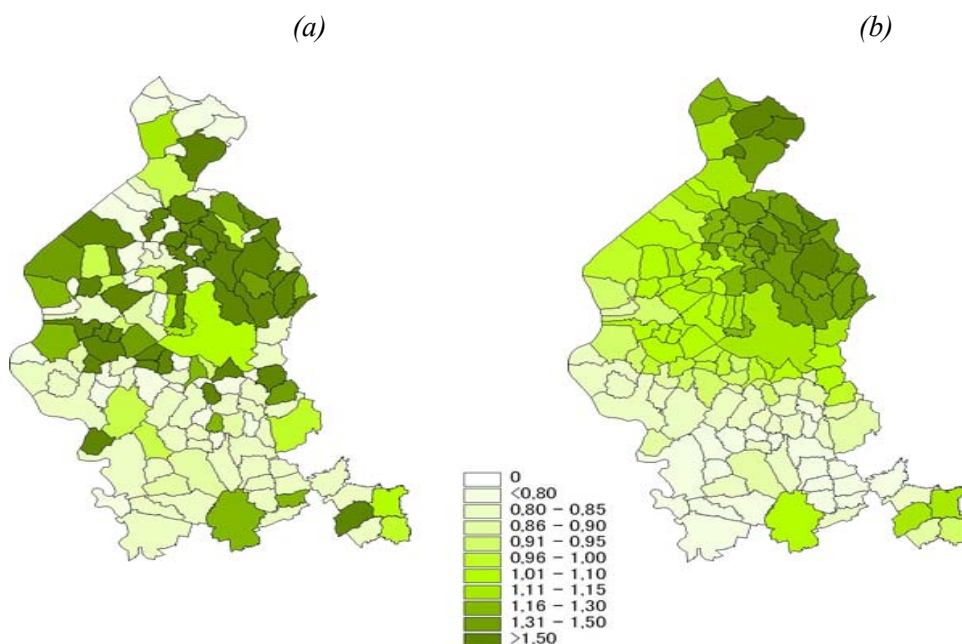 (a) (b)
0
<0,80
0,80 – 0,85
0,86 – 0,90
0,91 – 0,95
0,96 – 1,00
1,01 – 1,10
1,11 – 1,15
1,16 – 1,30
1,31 – 1,50
>1,50